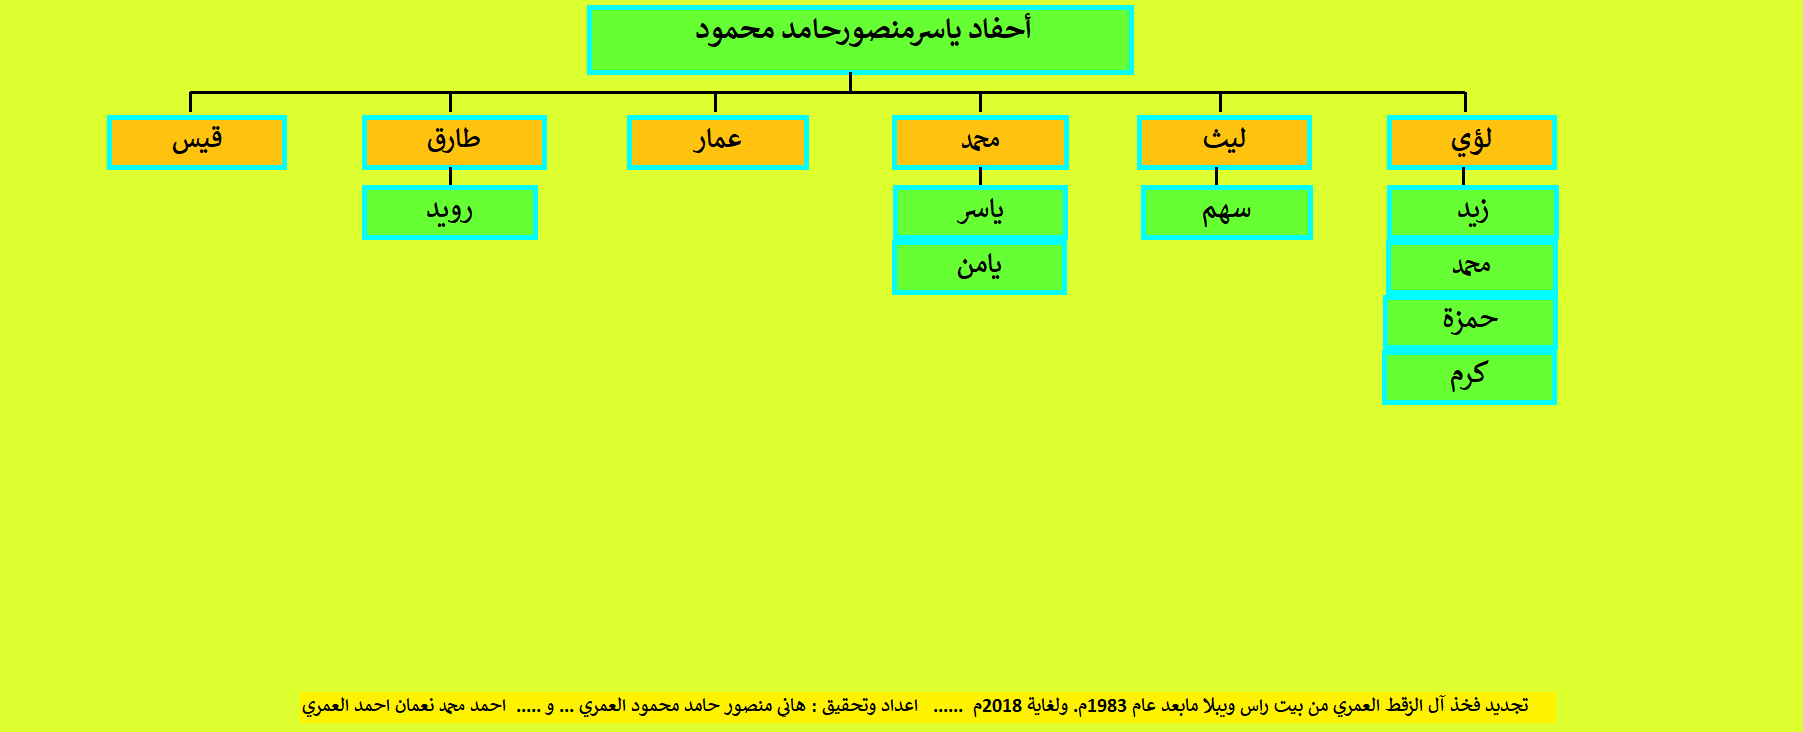 أحفاد ياسرمنصورحامد محمود
لؤي
ليث
محمد
عمار
طارق
قيس
زيد
سهم
ياسر
رويد
محمد
يامن
حمزة
كرم
تجديد فخذ آل الزقط العمري من بيت راس ويبلا مابعد عام 1983م. ولغاية 2018م ...... اعداد وتحقيق : هاني منصور حامد محمود العمري ... و ..... احمد محمد نعمان احمد العمري